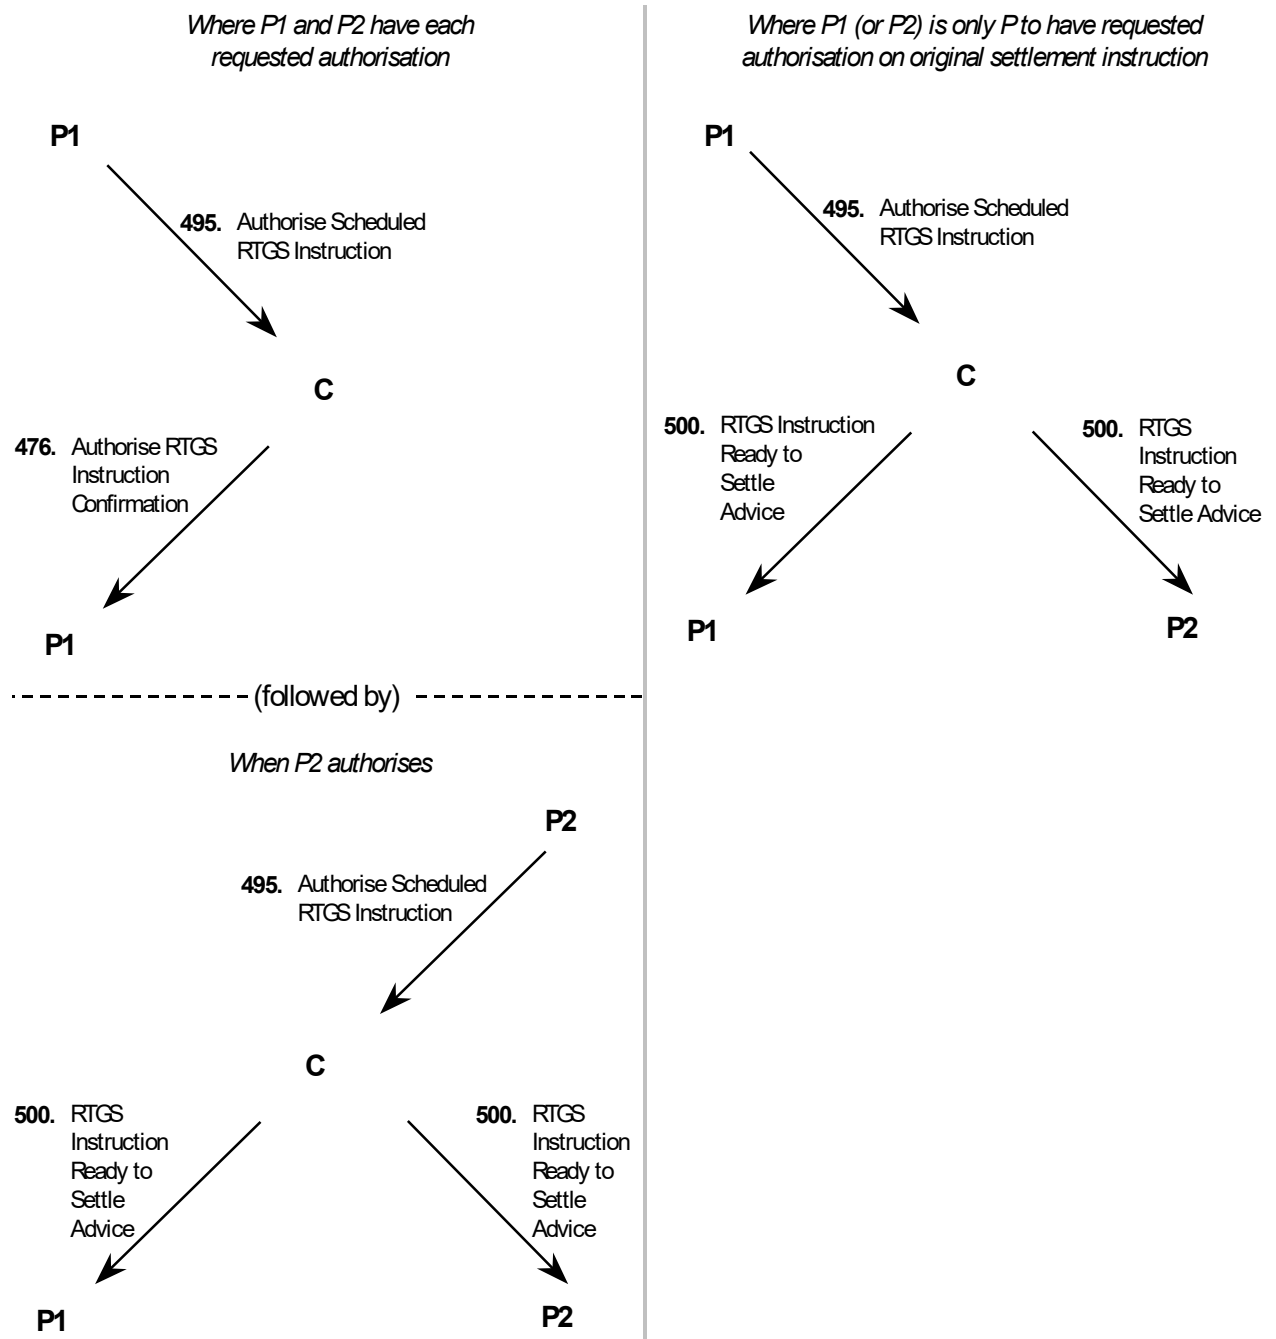 Where P1 and P2 have each
requested authorisation
P1
495. Authorise Scheduled
RTGS Instruction
C
476. Authorise RTGS
Instruction
Confirmation
P1
(followed by)
When P2 authorises
P2
495. Authorise Scheduled
RTGS Instruction
C
500. RTGS
Instruction
Ready to
Settle
Advice
500. RTGS
Instruction
Ready to
Settle
Advice
P1
P2
Where P1 (or P2) is only P to have requested
authorisation on original settlement instruction
P1
495. Authorise Scheduled
RTGS Instruction
C
500. RTGS Instruction
Ready to
Settle
Advice
500. RTGS
Instruction
Ready to
Settle Advice
P1
P2